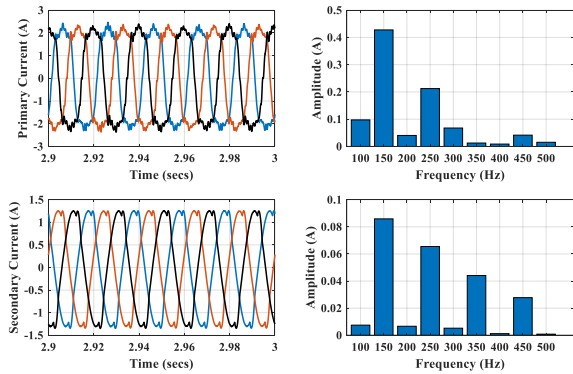 3
2
1
0
-1
-2
-3
Primary Current (A)
2.9 2.92 2.94 2.96 2.98 3
Time (secs)
0.5
0.4
0.3
0.2
0.1
0
Amplitude (A)
100 150 200 250 300 350 400 450 500
Frequency (Hz)
1.5
1
0.5
0
-0.5
-1
-1.5
Secondary Current (A)
2.9 2.92 2.94 2.96 2.98 3
Time (secs)
0.1
0.08
0.06
0.04
0.02
0
Amplitude (A)
100 150 200 250 300 350 400 450 500
Frequency (Hz)